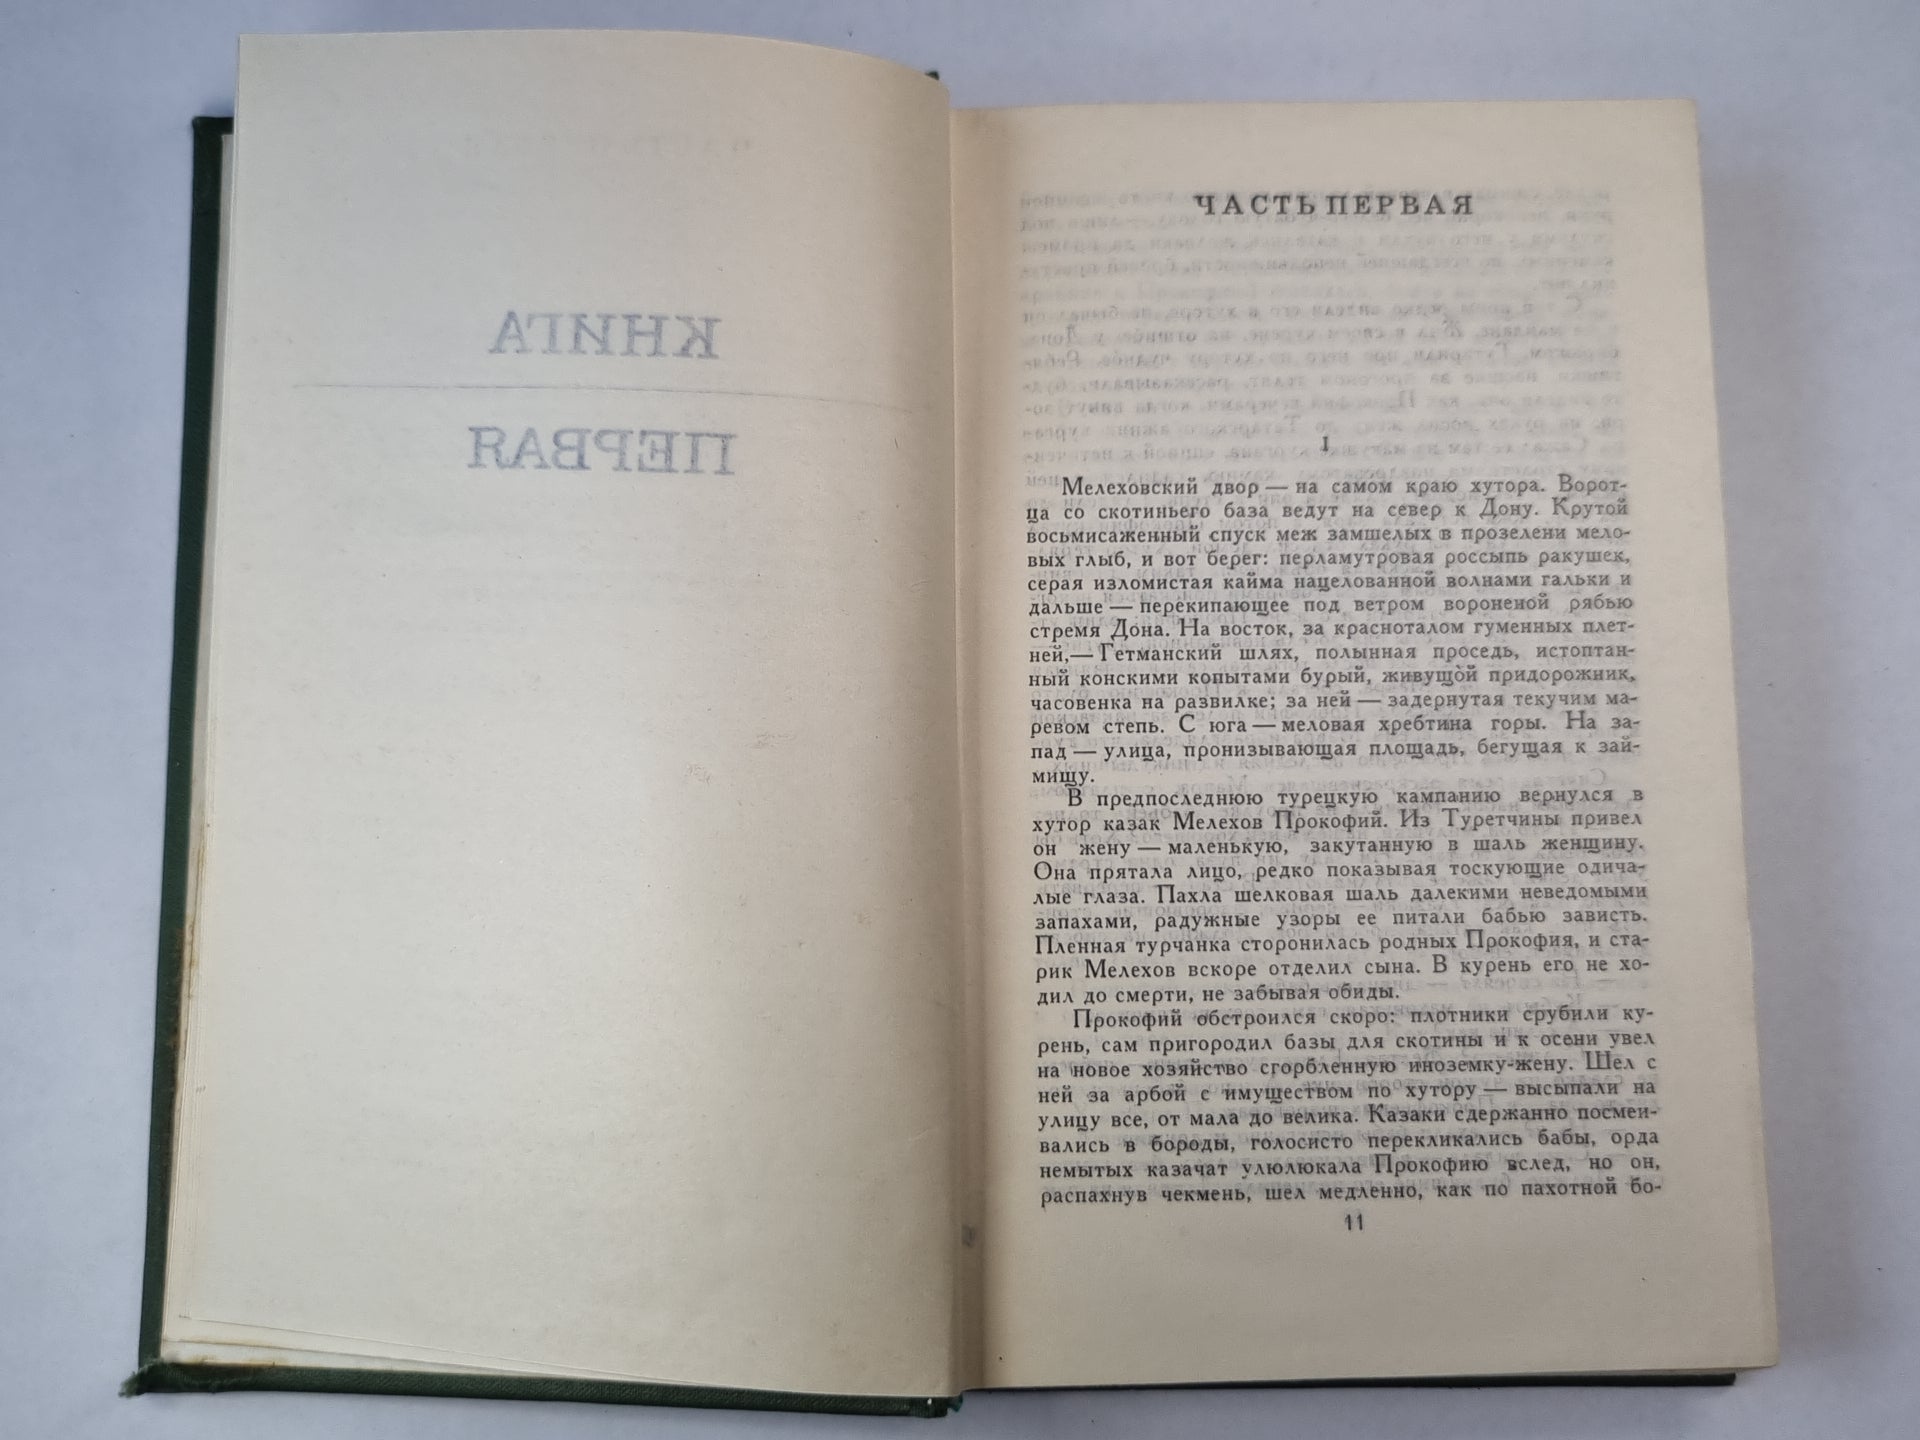 КНИГА
ПЕРВАЯ
ЧАСТЬ ПЕРВАЯ
I
Мелеховский двор — на самом краю хутора. Ворот-
ца со скотиньего база ведут на север к Дону. Крутой
восьмисаженный спуск меж замшелых в прозелени мело-
вых глыб, и вот берег: перламутровая россыпь ракушек,
серая изломистая кайма нацелованной волнами гальки и
дальше — перекипающее под ветром вороненой рябью
стремя Дона. На восток, за красноталом гуменных плет-
ней,— Гетманский шлях, полынная проседь, истоптан-
ный конскими копытами бурый, живущо́й придорожник,
часовенка на развилке; за ней — задернутая текучим ма-
ревом степь. С юга — меловая хребтина горы. На за-
пад — улица, пронизывающая площадь, бегущая к зай-
мищу.
В предпоследнюю турецкую кампанию вернулся в
хутор казак Мелехов Прокофий. Из Туретчины привел
он жену — маленькую, закутанную в шаль женщину.
Она прятала лицо, редко показывая тоскующие одича-
лые глаза. Пахла шелковая шаль далекими неведомыми
запахами, радужные узоры ее питали бабью зависть.
Пленная турчанка сторонилась родных Прокофия, и ста-
рик Мелехов вскоре отделил сына. В курень его не хо-
дил до смерти, не забывая обиды.
Прокофий обстроился скоро: плотники срубили ку-
рень, сам пригородил базы для скотины и к осени увел
на новое хозяйство сгорбленную иноземку-жену. Шел с
ней за арбой с имуществом по хутору — высыпали на
улицу все, от мала до велика. Казаки сдержанно посмеи-
вались в бороды, голосисто перекликались бабы, орда
немытых казачат улюлюкала Прокофию вслед, но он,
распахнув чекмень, шел медленно, как по пахотной бо-
11